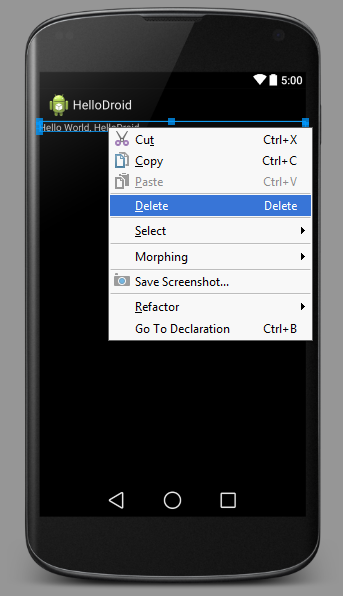 5:00
HelloDroid
Hello World, HelloDroid
Cut Ctrl+X
Copy Ctrl+C
Paste Ctrl+V
Delete Delete
Select
Morphing
Save Screenshot...
Refactor
Go To Declaration Ctrl+B